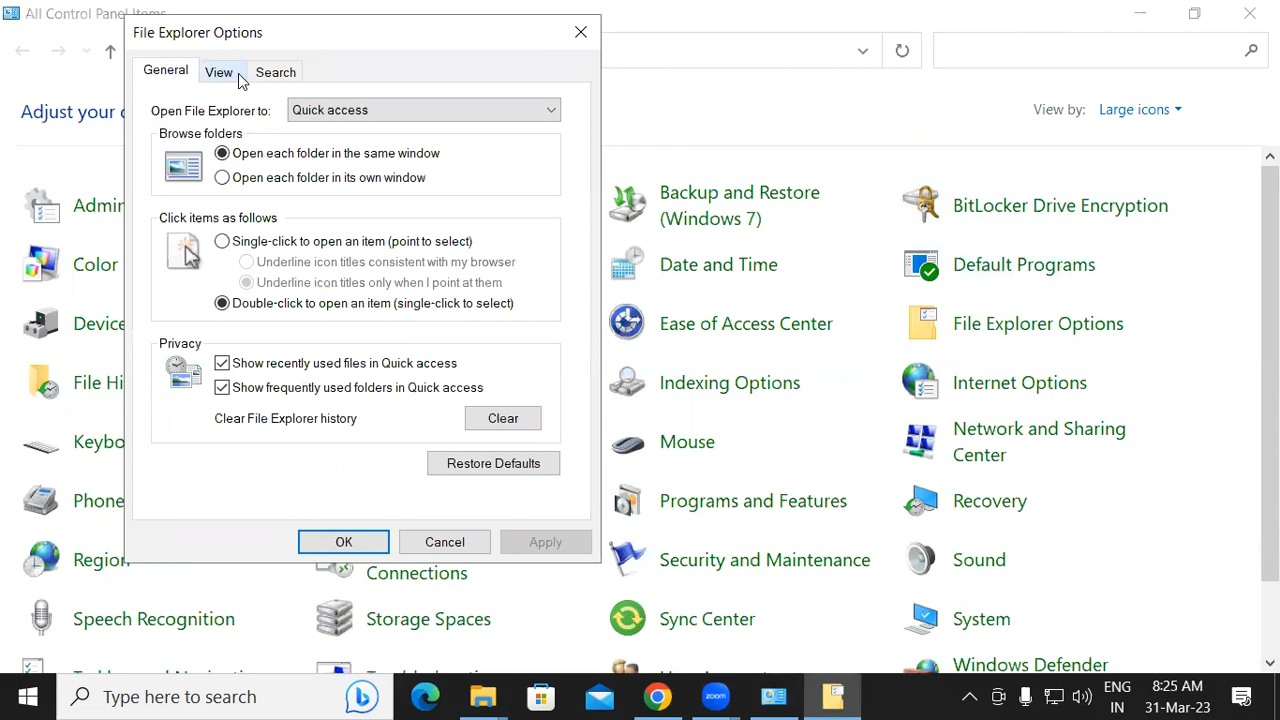 All Control Panel Items
File Explorer Options
General
View
Search
Adjust your c
View by:
Large icons
Open File Explorer to:
Quick access
Browse folders
Open each folder in the same window
Open each folder in its own window
Click items as follows
Single-click to open an item (point to select)
Underline icon titles consistent with my browser
Underline icon titles only when I point at them
Double-click to open an item (single-click to select)
Privacy
Show recently used files in Quick access
Show frequently used folders in Quick access
Clear File Explorer history
Clear
Restore Defaults
OK
Cancel
Apply
Admin
Backup and Restore
(Windows 7)
BitLocker Drive Encryption
Color
Date and Time
Default Programs
Device
Ease of Access Center
File Explorer Options
File Hi
Indexing Options
Internet Options
Keybo
Mouse
Network and Sharing
Center
Phone
Programs and Features
Recovery
Region
Connections
Security and Maintenance
Sound
Speech Recognition
Storage Spaces
Sync Center
System
Windows Defender
Type here to search
zoom
ENG
IN
8:25 AM
31-Mar-23